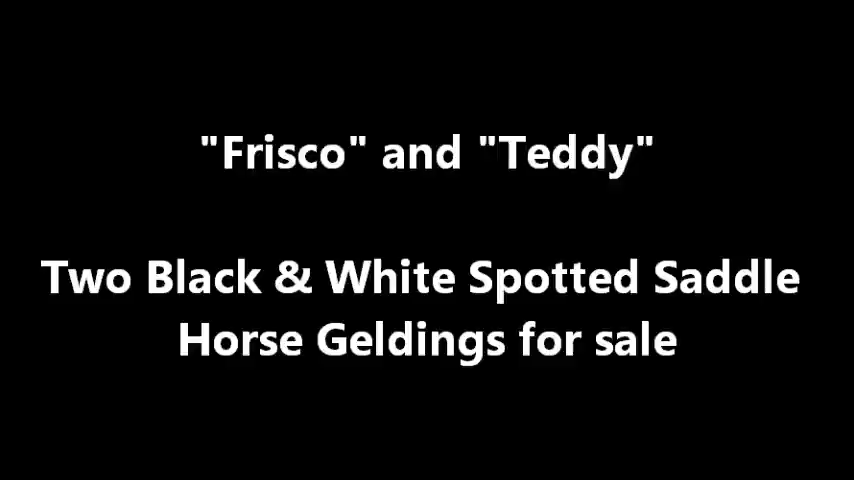 "Frisco" and "Teddy"
Two Black & White Spotted Saddle
Horse Geldings for sale